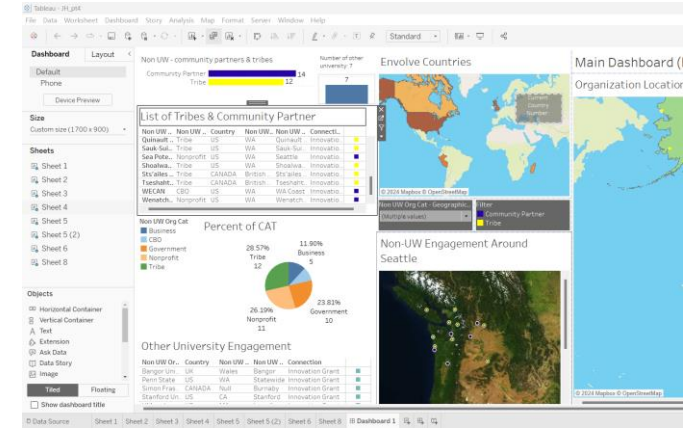 Tableau - JH_ptX
File Data Worksheet Dashboard Story Analysis Map Format Server Window Help
Standard
Dashboard Layout
Default
Phone
Device Preview
Size
Custom size (1700 x 900)
Sheets
Sheet 1
Sheet 2
Sheet 3
Sheet 4
Sheet 5
Sheet 5 (2)
Sheet 6
Sheet 8
Objects
Horizontal Container
Vertical Container
A Text
Extension
Ask Data
Data Story
Image
Tiled Floating
Show dashboard title
Non UW - community partners & tribes
Community Partner 14
Tribe 12
Number of other university: 7
7
List of Tribes & Community Partner
Non UW .. Non UW .. Country Non UW.. Non UW .. Connecti..
Quinault .. Tribe US WA Quinault Innovatio..
Sauk-Sui.. Tribe US WA Sauk-Sui.. Innovatio..
Sea Pote.. Nonprofit US WA Seattle Innovatio..
Shoalwa.. Tribe US WA Shoalwa.. Innovatio..
Sts'ailes .. Tribe CANADA British .. Sts'ailes .. Innovatio..
Tseshaht.. Tribe CANADA British .. Tseshaht.. Innovatio..
WECAN CBO US WA WA Coast Innovatio..
Wenatch.. Nonprofit US WA Wenatch.. Innovatio..
Non UW Org Cat
Business
CBO
Government
Nonprofit
Tribe
Percent of CAT
28.57%
Tribe
12
11.90%
Business
5
23.81%
Government
10
26.19%
Nonprofit
11
Other University Engagement
Non UW Or.. Country Non UW .. Non UW .. Connection
Bangor Uni.. UK Wales Bangor Innovation Grant
Penn State US WA Statewide Innovation Grant
Simon Fras.. CANADA Null Burnaby Innovation Grant
Stanford Un.. US CA Stanford Innovation Grant
Envolve Countries
Country
Number
© 2024 Mapbox © OpenStreetMap
Non UW Org Cat - Geographic..
(Multiple values)
Filter
Community Partner
Tribe
Non-UW Engagement Around
Seattle
© 2024 Mapbox © OpenStreetMap
Main Dashboard (
Organization Location
© 2024 Mapbox © OpenStreetMap
Data Source Sheet 1 Sheet 2 Sheet 3 Sheet 4 Sheet 5 Sheet 5 (2) Sheet 6 Sheet 8 Dashboard 1